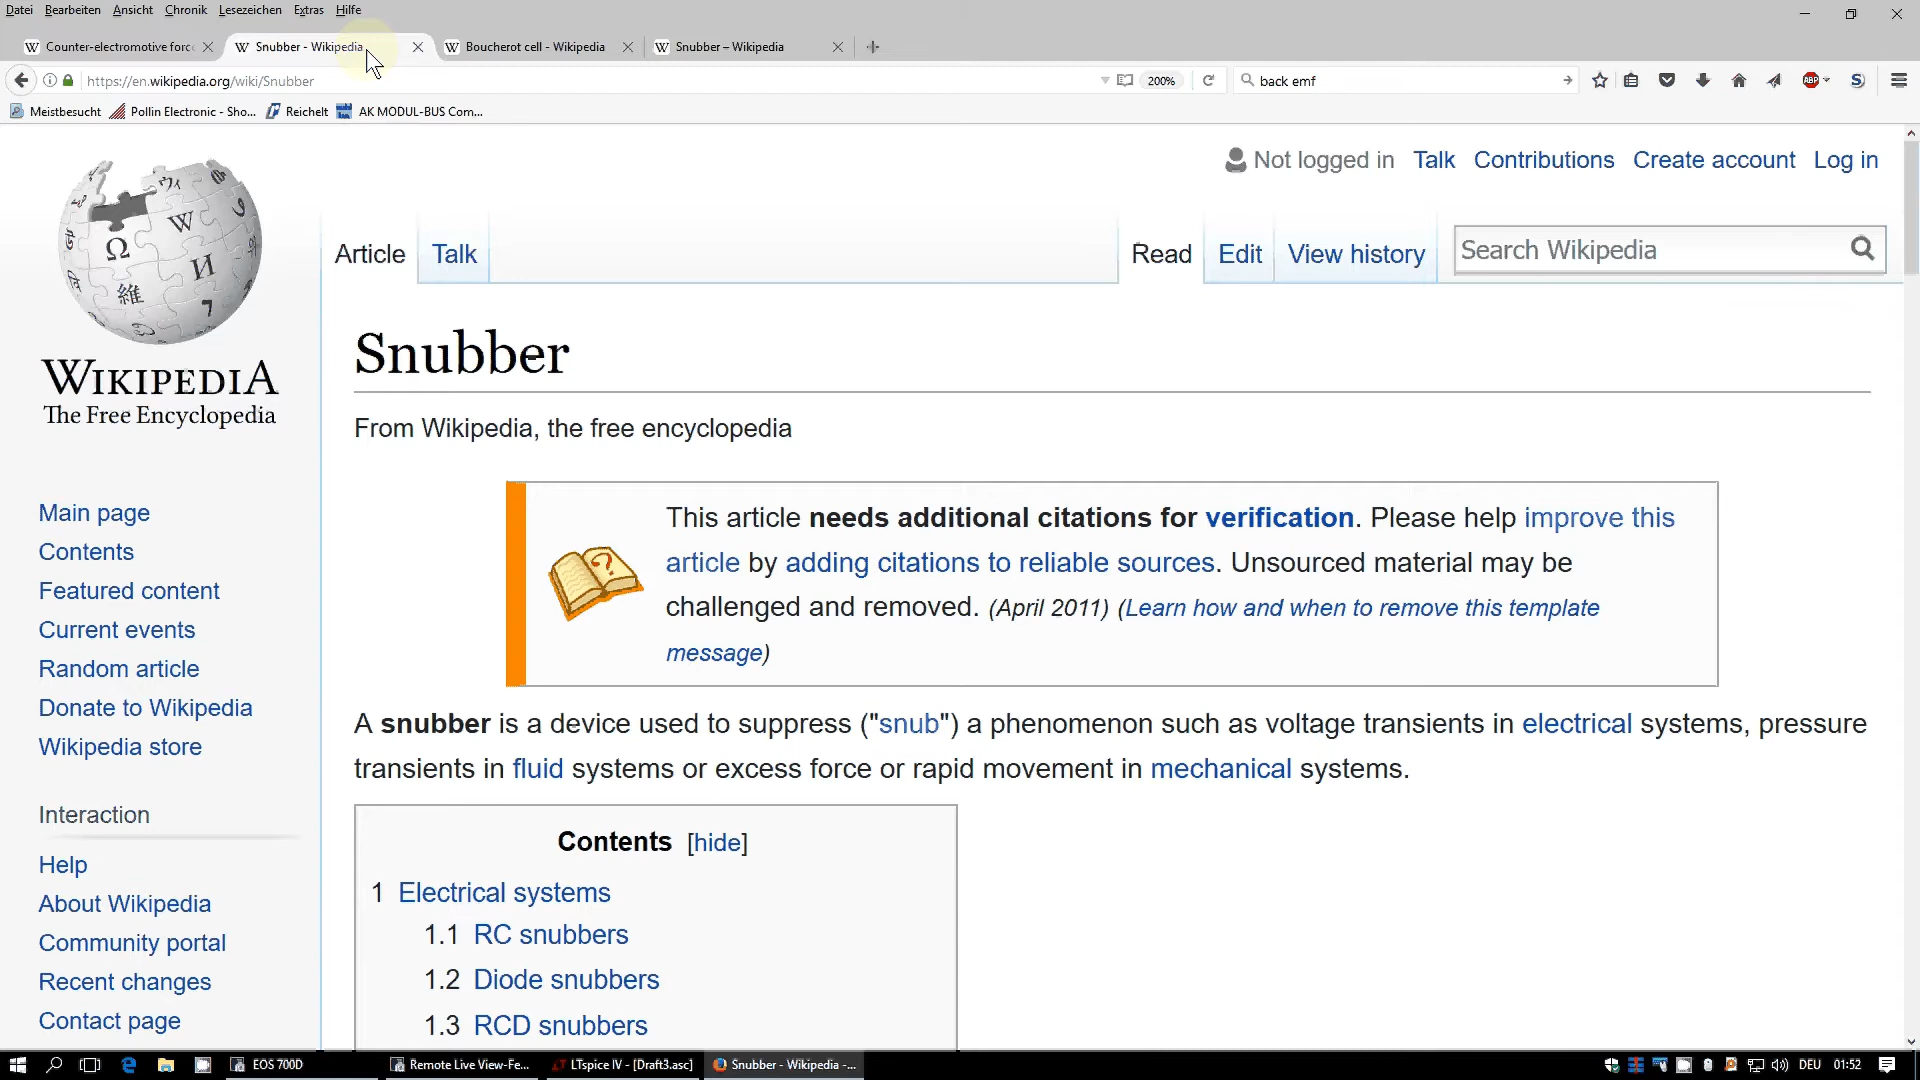 Datei Bearbeiten Ansicht Chronik Lesezeichen Extras Hilfe
Counter-electromotive forc
Snubber - Wikipedia
Boucherot cell - Wikipedia
Snubber – Wikipedia
https://en.wikipedia.org/wiki/Snubber
200%
back emf
ABP
S
Meistbesucht
Pollin Electronic - Sho...
Reichelt
AK MODUL-BUS Com...
Not logged in Talk Contributions Create account Log in
Article Talk
Read Edit View history
Search Wikipedia
WIKIPEDIA
The Free Encyclopedia
Main page
Contents
Featured content
Current events
Random article
Donate to Wikipedia
Wikipedia store
Interaction
Help
About Wikipedia
Community portal
Recent changes
Contact page
Snubber
From Wikipedia, the free encyclopedia
This article needs additional citations for verification. Please help improve this
article by adding citations to reliable sources. Unsourced material may be
challenged and removed. (April 2011) (Learn how and when to remove this template
message)
A snubber is a device used to suppress ("snub") a phenomenon such as voltage transients in electrical systems, pressure
transients in fluid systems or excess force or rapid movement in mechanical systems.
Contents [hide]
1 Electrical systems
1.1 RC snubbers
1.2 Diode snubbers
1.3 RCD snubbers
EOS 700D
Remote Live View-Fe...
LTspice IV - [Draft3.asc]
Snubber - Wikipedia -...
DEU 01:52